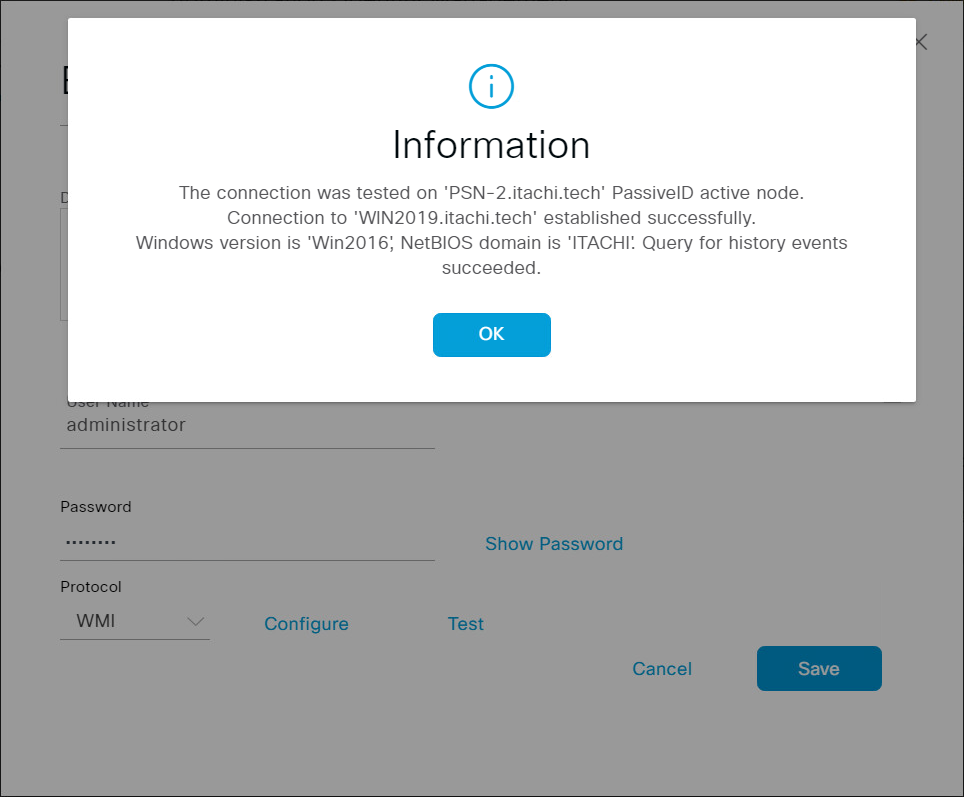 Information
The connection was tested on 'PSN-2.itachi.tech' PassiveID active node.
Connection to 'WIN2019.itachi.tech' established successfully.
Windows version is 'Win2016', NetBIOS domain is 'ITACHI'. Query for history events
succeeded.
OK
User Name
administrator
Password
Show Password
Protocol
WMI
Configure
Test
Cancel
Save